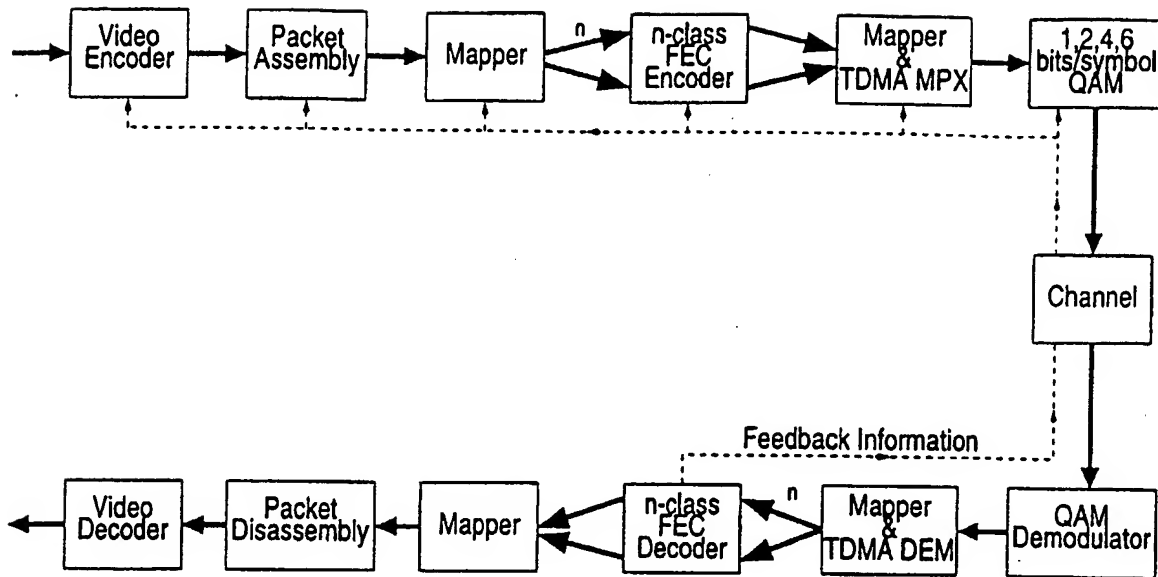 Video
Encoder
Packet
Assembly
Mapper
n
n-class
FEC
Encoder
Mapper
&
TDMA MPX
1,2,4,6
bits/symbol
QAM
Channel
Feedback Information
Video
Decoder
Packet
Disassembly
Mapper
n-class
FEC
Decoder
n
Mapper
&
TDMA DEM
QAM
Demodulator